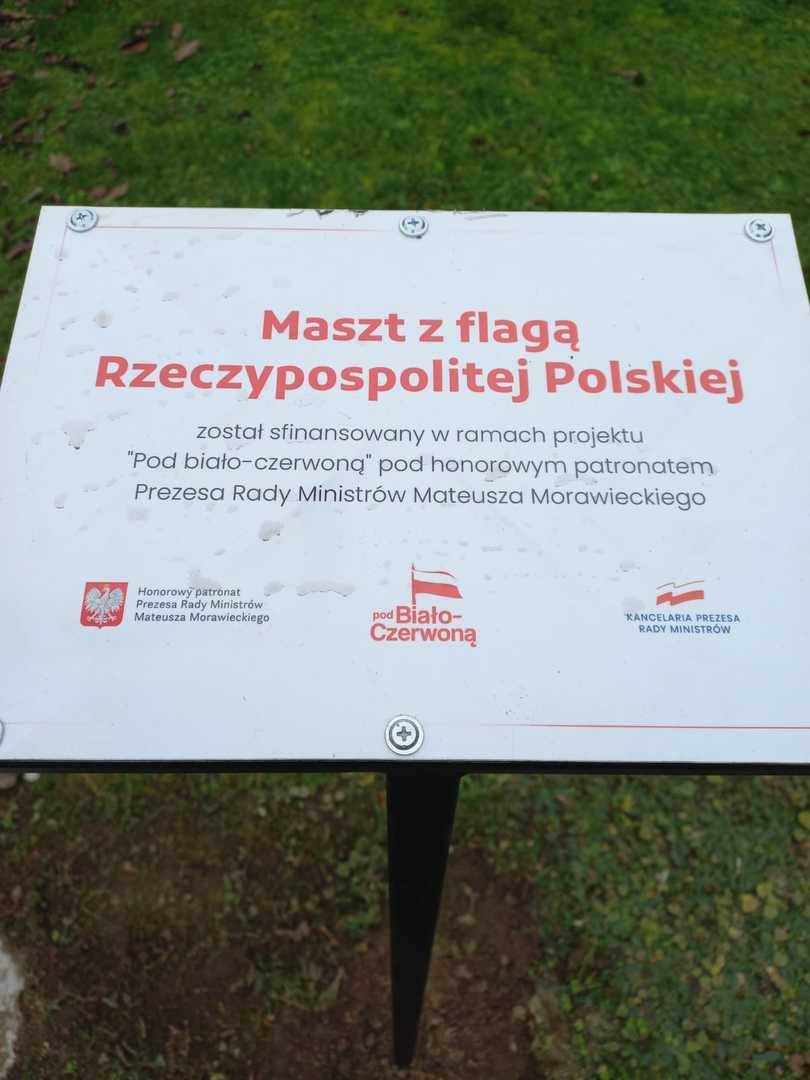 Maszt z flagą
Rzeczypospolitej Polskiej
został sfinansowany w ramach projektu
"Pod biało-czerwoną" pod honorowym patronatem
Prezesa Rady Ministrów Mateusza Morawieckiego
Honorowy patronat
Prezesa Rady Ministrów
Mateusza Morawieckiego
pod Biało-
Czerwoną
KANCELARIA PREZESA
RADY MINISTRÓW